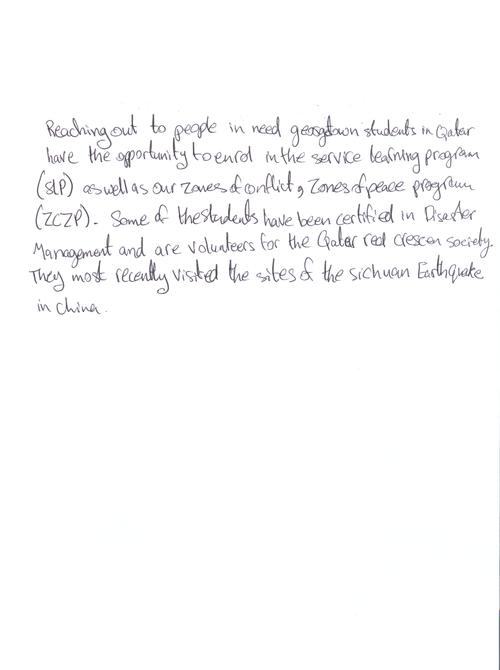 Reaching out to people in need georgtown students in Qatar
have the opportunity to enrol in the service learning program
(SLP) as well as our zones of conflict, zones of peace program
(ZCZP). Some of the students have been certified in Disaster
Management and are volunteers for the Qatar red crescen society.
They most recently visited the sites of the sichuan Earthquake
in china.